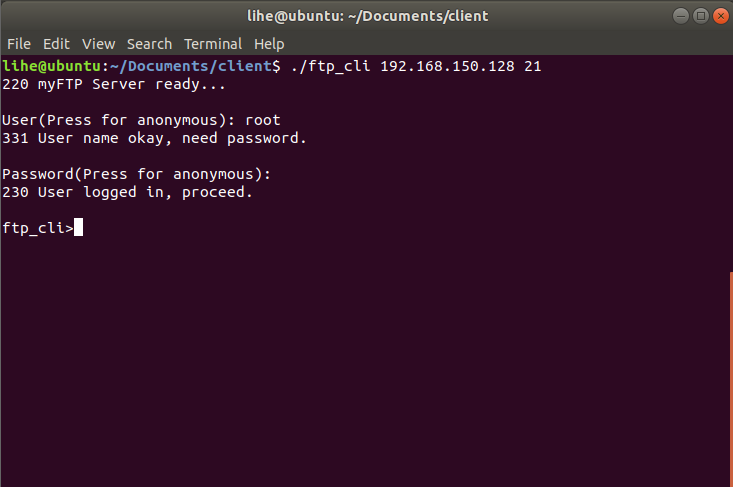 lihe@ubuntu: ~/Documents/client
File Edit View Search Terminal Help
lihe@ubuntu:~/Documents/client$ ./ftp_cli 192.168.150.128 21
220 myFTP Server ready...
User(Press for anonymous): root
331 User name okay, need password.
Password(Press for anonymous):
230 User logged in, proceed.
ftp_cli>